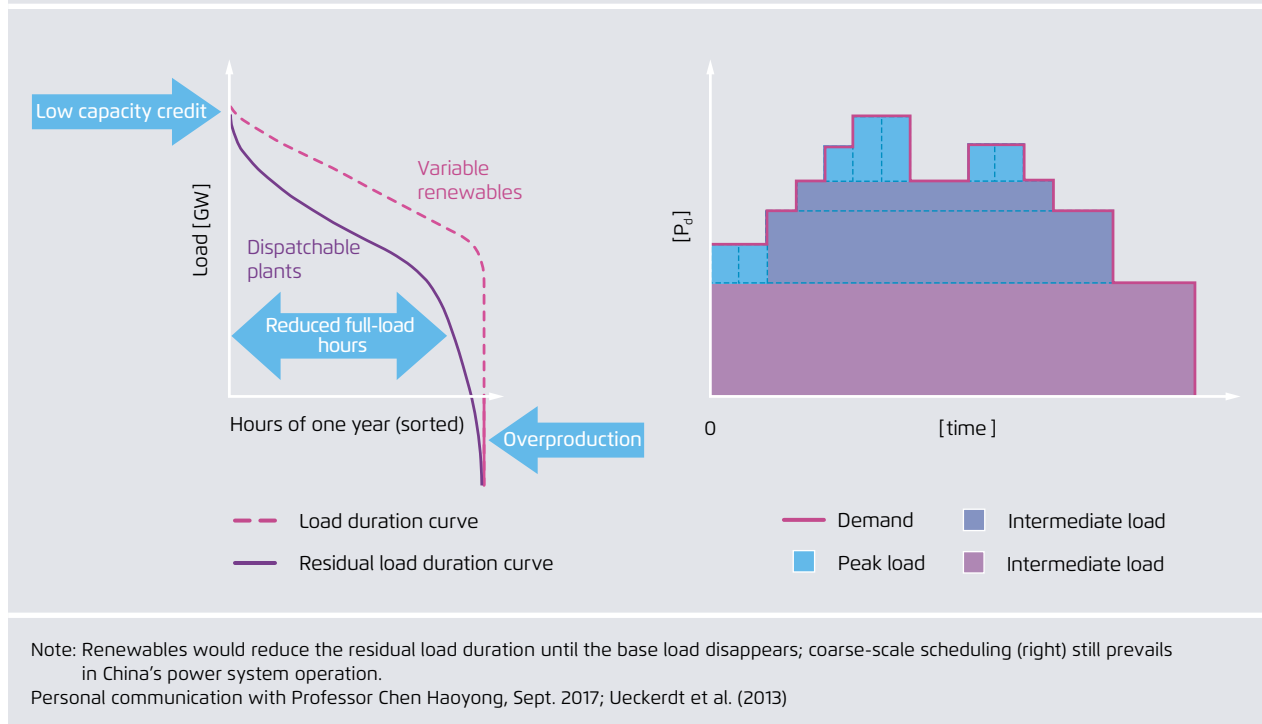 Low capacity credit
Load [GW]
Variable
renewables
Dispatchable
plants
Reduced full-load
hours
Hours of one year (sorted)
Overproduction
Load duration curve
Residual load duration curve
[P_d]
0
[time]
Demand
Intermediate load
Peak load
Intermediate load
Note: Renewables would reduce the residual load duration until the base load disappears; coarse-scale scheduling (right) still prevails
in China's power system operation.
Personal communication with Professor Chen Haoyong, Sept. 2017; Ueckerdt et al. (2013)